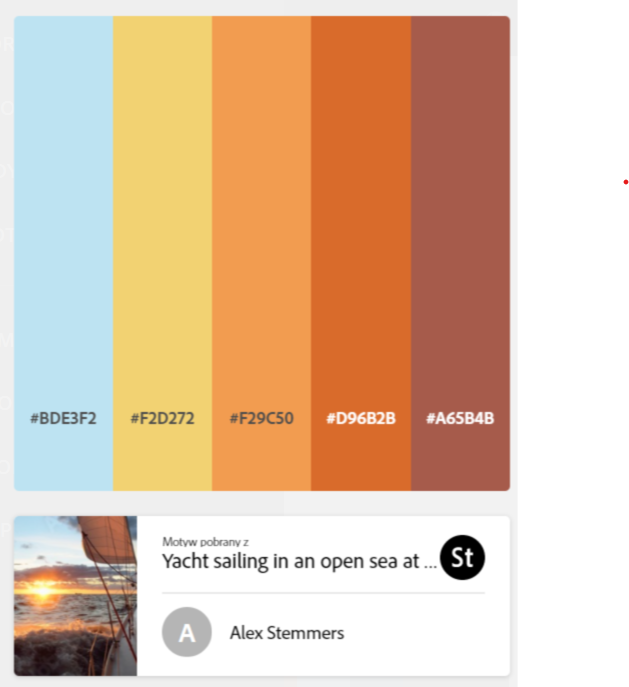 #BDE3F2 #F2D272 #F29C50 #D96B2B #A65B4B
Motyw pobrany z
Yacht sailing in an open sea at ...
St
A
Alex Stemmers